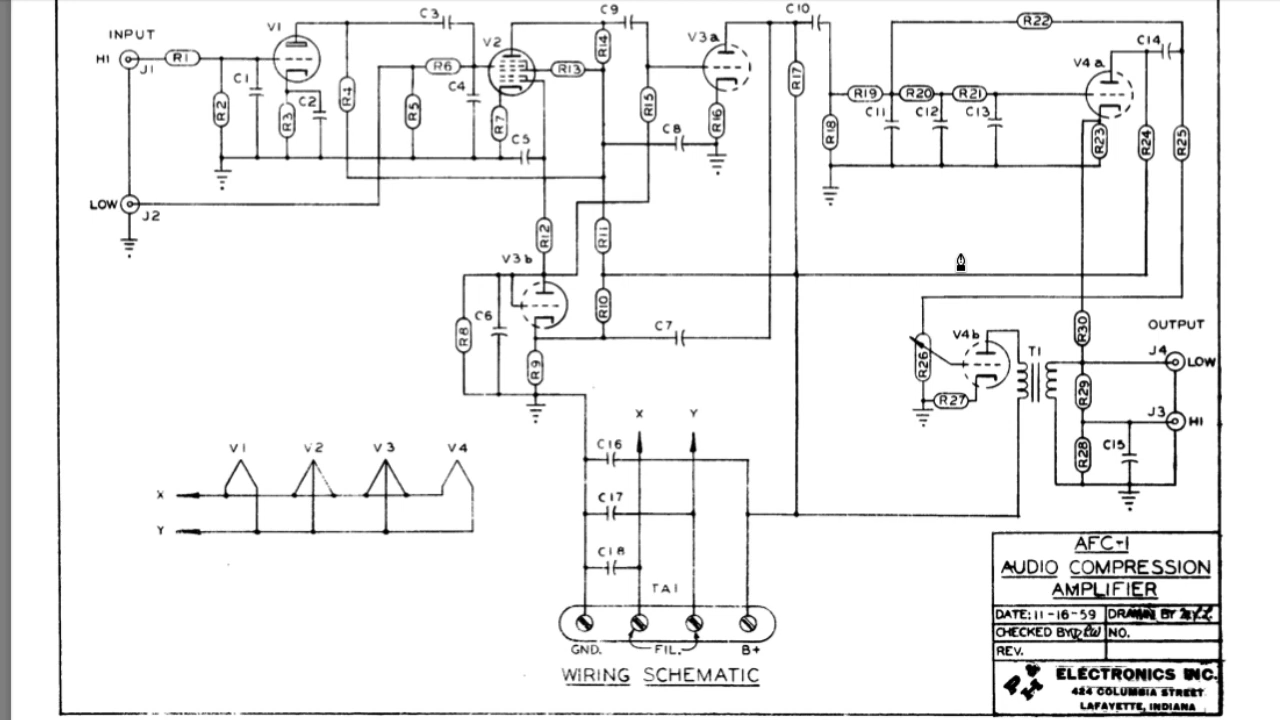 C3
C9
C10
R22
V1
INPUT
V2
R14
V3a
C14
HI
J1
R1
R6
R13
V4a
C1
C2
C4
R17
R19
R20
R21
R2
R3
R4
R5
R7
R15
R16
C11
C12
C13
C5
C8
R18
R23
R24
R25
LOW
J2
R12
R11
V3b
R8
C6
R10
C7
R9
R30
OUTPUT
V4b
T1
J4
LOW
R26
R27
R29
J3
HI
R28
C15
X
Y
V1
V2
V3
V4
C16
X
C17
Y
C18
TA1
GND.
FIL.
B+
WIRING SCHEMATIC
AFC-1
AUDIO COMPRESSION
AMPLIFIER
DATE: 11-16-59
DRAWN BY
CHECKED BY
NO.
REV.
ELECTRONICS INC.
424 COLUMBIA STREET
LAFAYETTE, INDIANA